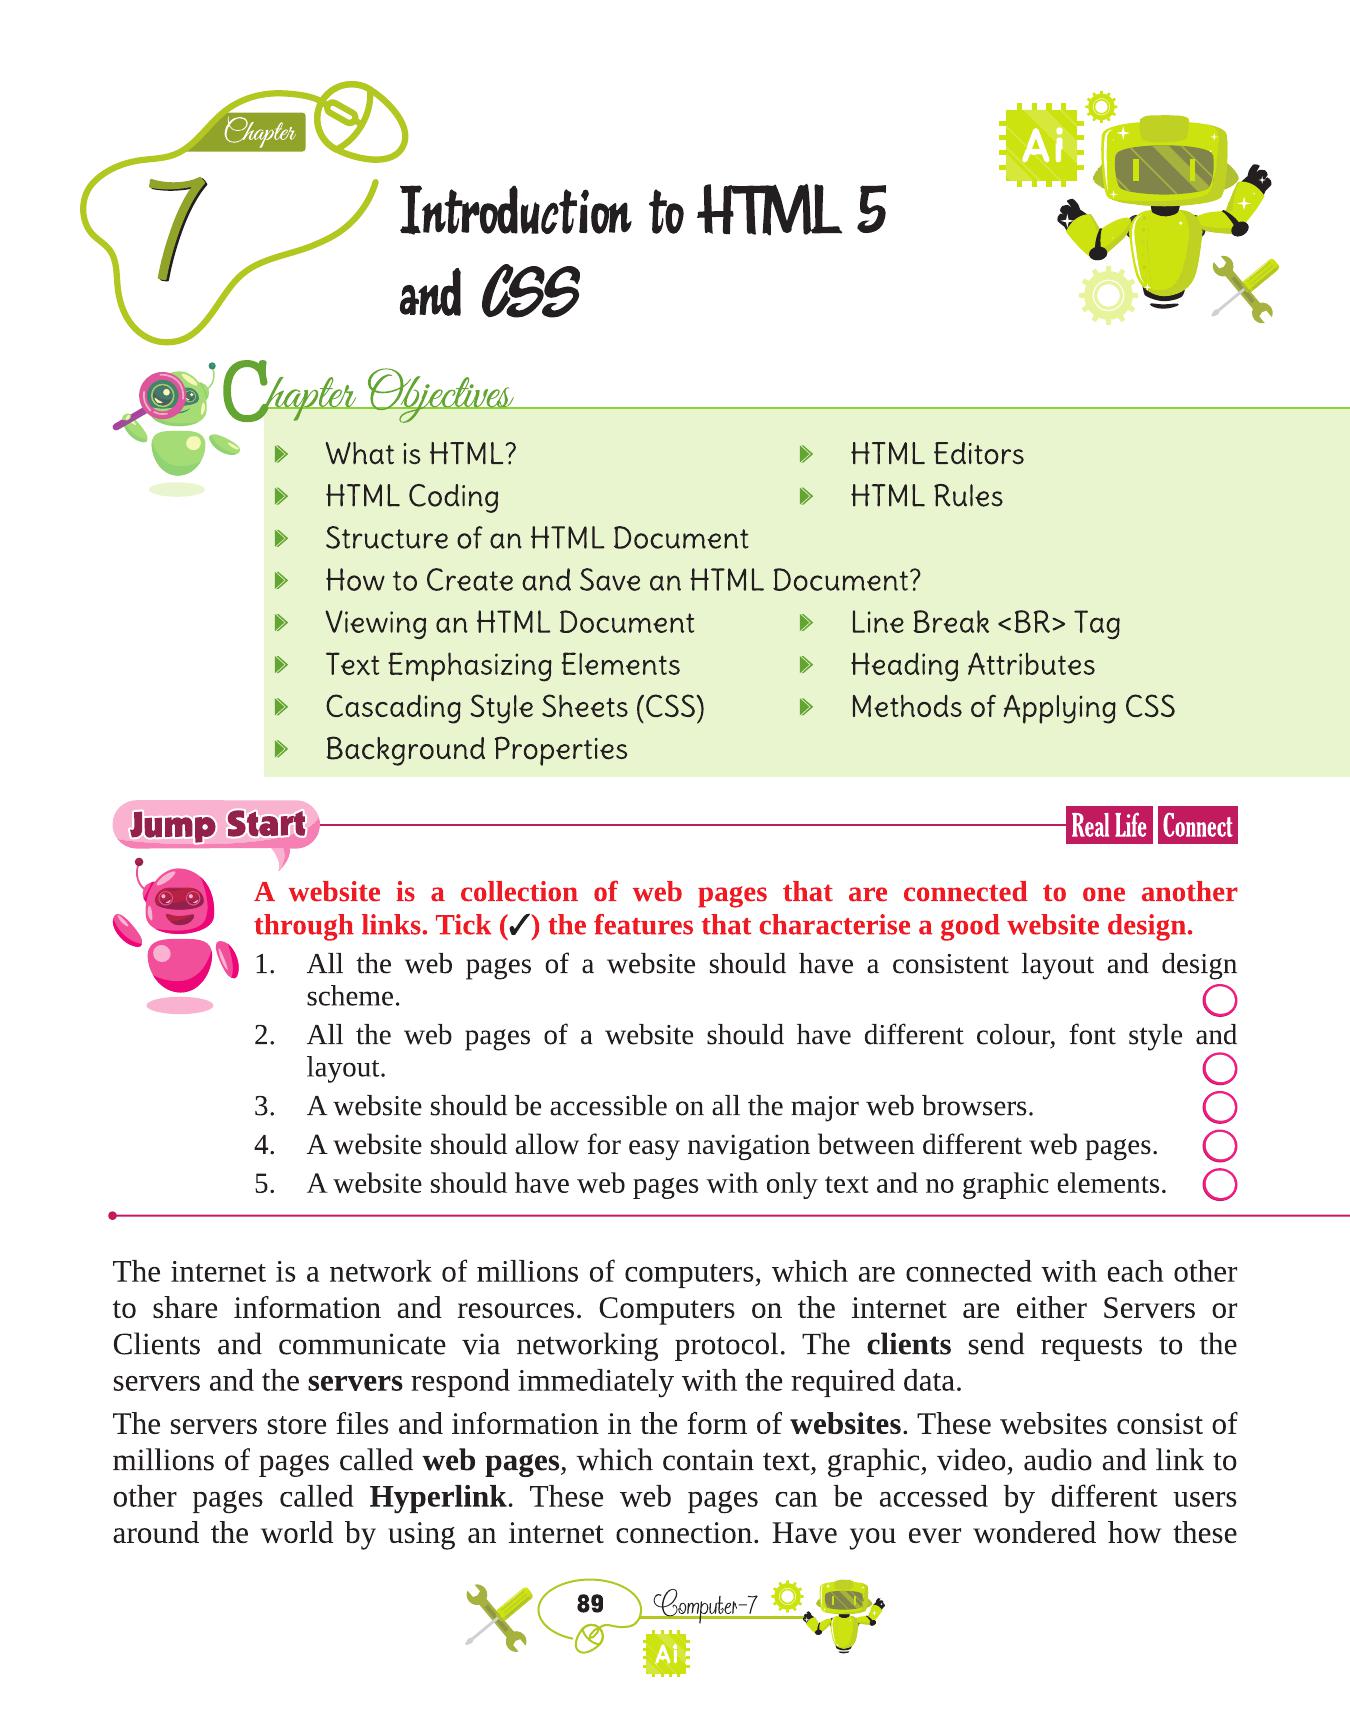 Chapter
7
Introduction to HTML 5
and CSS
Ai
Chapter Objectives
What is HTML?
HTML Editors
HTML Coding
HTML Rules
Structure of an HTML Document
How to Create and Save an HTML Document?
Viewing an HTML Document
Line Break <BR> Tag
Text Emphasizing Elements
Heading Attributes
Cascading Style Sheets (CSS)
Methods of Applying CSS
Background Properties
Jump Start
Real Life Connect
A website is a collection of web pages that are connected to one another
through links. Tick (✓) the features that characterise a good website design.
1. All the web pages of a website should have a consistent layout and design
scheme.
2. All the web pages of a website should have different colour, font style and
layout.
3. A website should be accessible on all the major web browsers.
4. A website should allow for easy navigation between different web pages.
5. A website should have web pages with only text and no graphic elements.
The internet is a network of millions of computers, which are connected with each other
to share information and resources. Computers on the internet are either Servers or
Clients and communicate via networking protocol. The clients send requests to the
servers and the servers respond immediately with the required data.
The servers store files and information in the form of websites. These websites consist of
millions of pages called web pages, which contain text, graphic, video, audio and link to
other pages called Hyperlink. These web pages can be accessed by different users
around the world by using an internet connection. Have you ever wondered how these
89
Computer-7
Ai